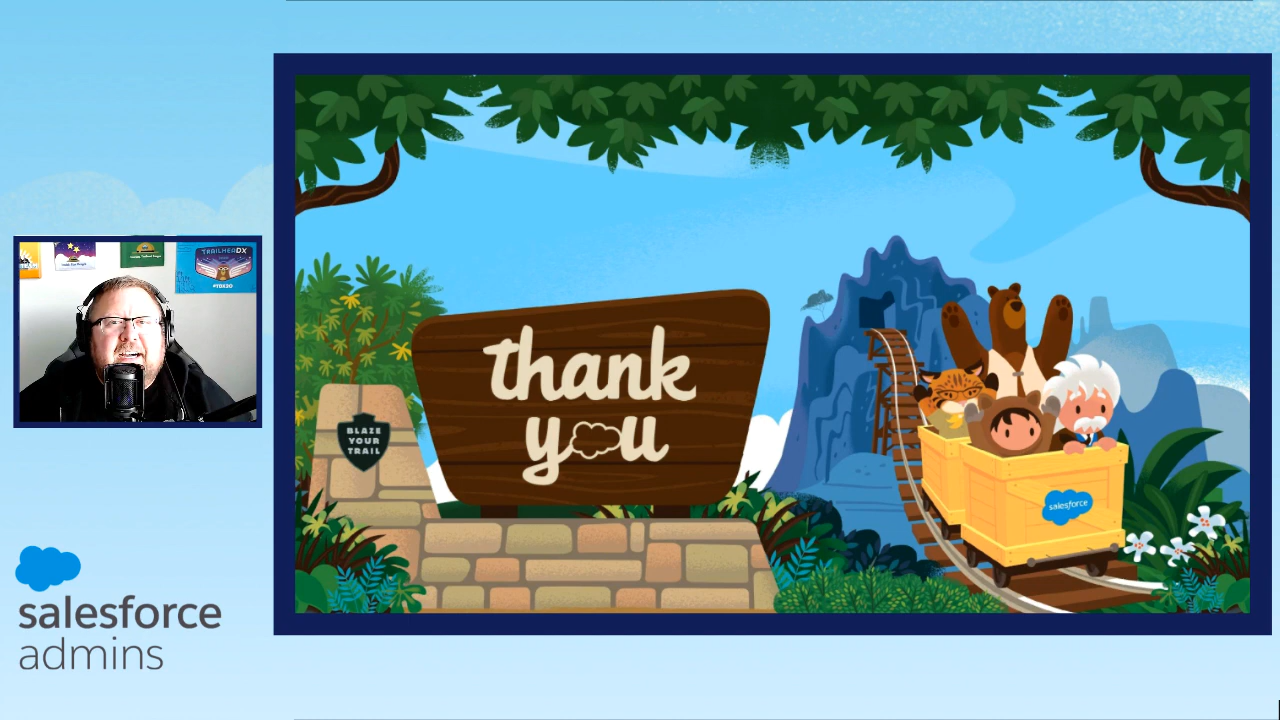 TRAILHEADX
#TDX20
salesforce
admins
thank
you
BLAZE
YOUR
TRAIL
salesforce